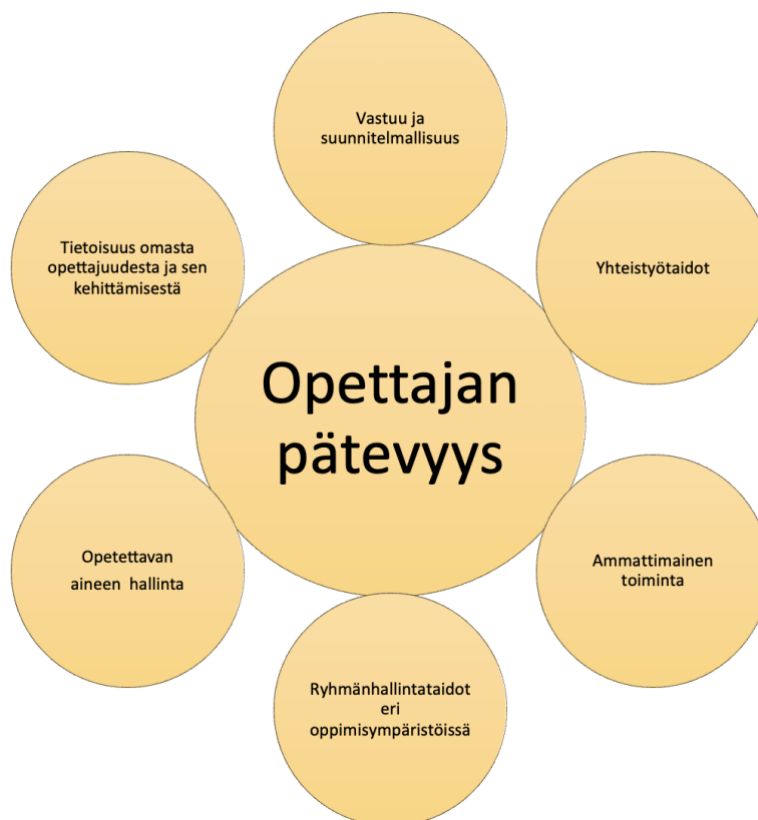 Vastuu ja
suunnitelmallisuus
Tietoisuus omasta
opettajuudesta ja sen
kehittämisestä
Yhteistyötaidot
Opettajan
pätevyys
Opetettavan
aineen hallinta
Ammattimainen
toiminta
Ryhmänhallintataidot
eri
oppimisympäristöissä